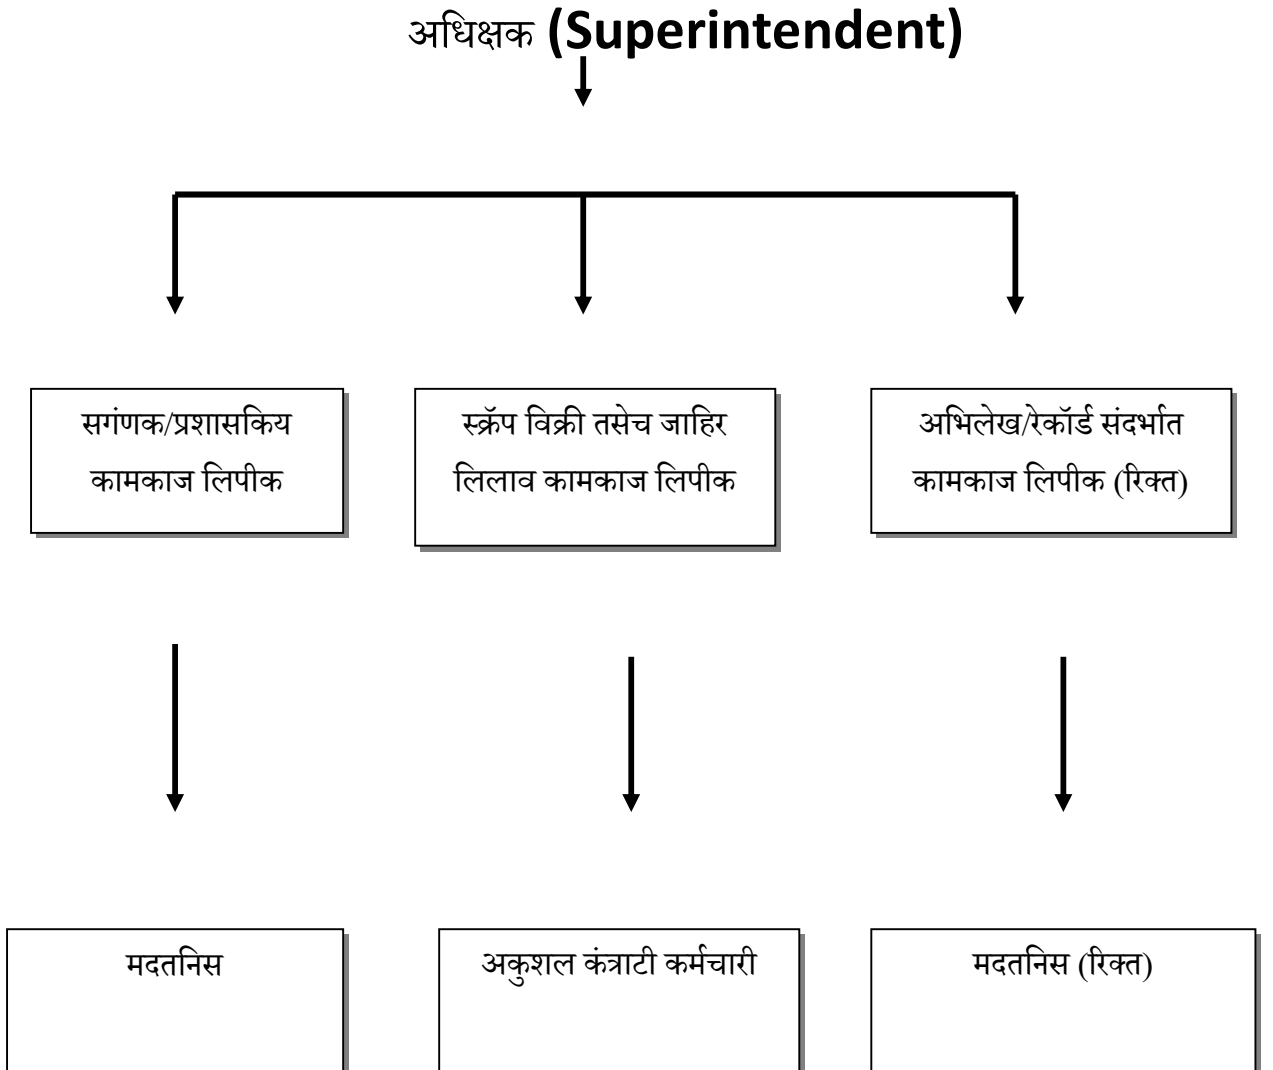 अधिक्षक (Superintendent)
सगंणक/प्रशासकिय
कामकाज लिपीक
स्क्रॅप विक्री तसेच जाहिर
लिलाव कामकाज लिपीक
अभिलेख/रेकॉर्ड संदर्भात
कामकाज लिपीक (रिक्त)
मदतनिस
अकुशल कंत्राटी कर्मचारी
मदतनिस (रिक्त)